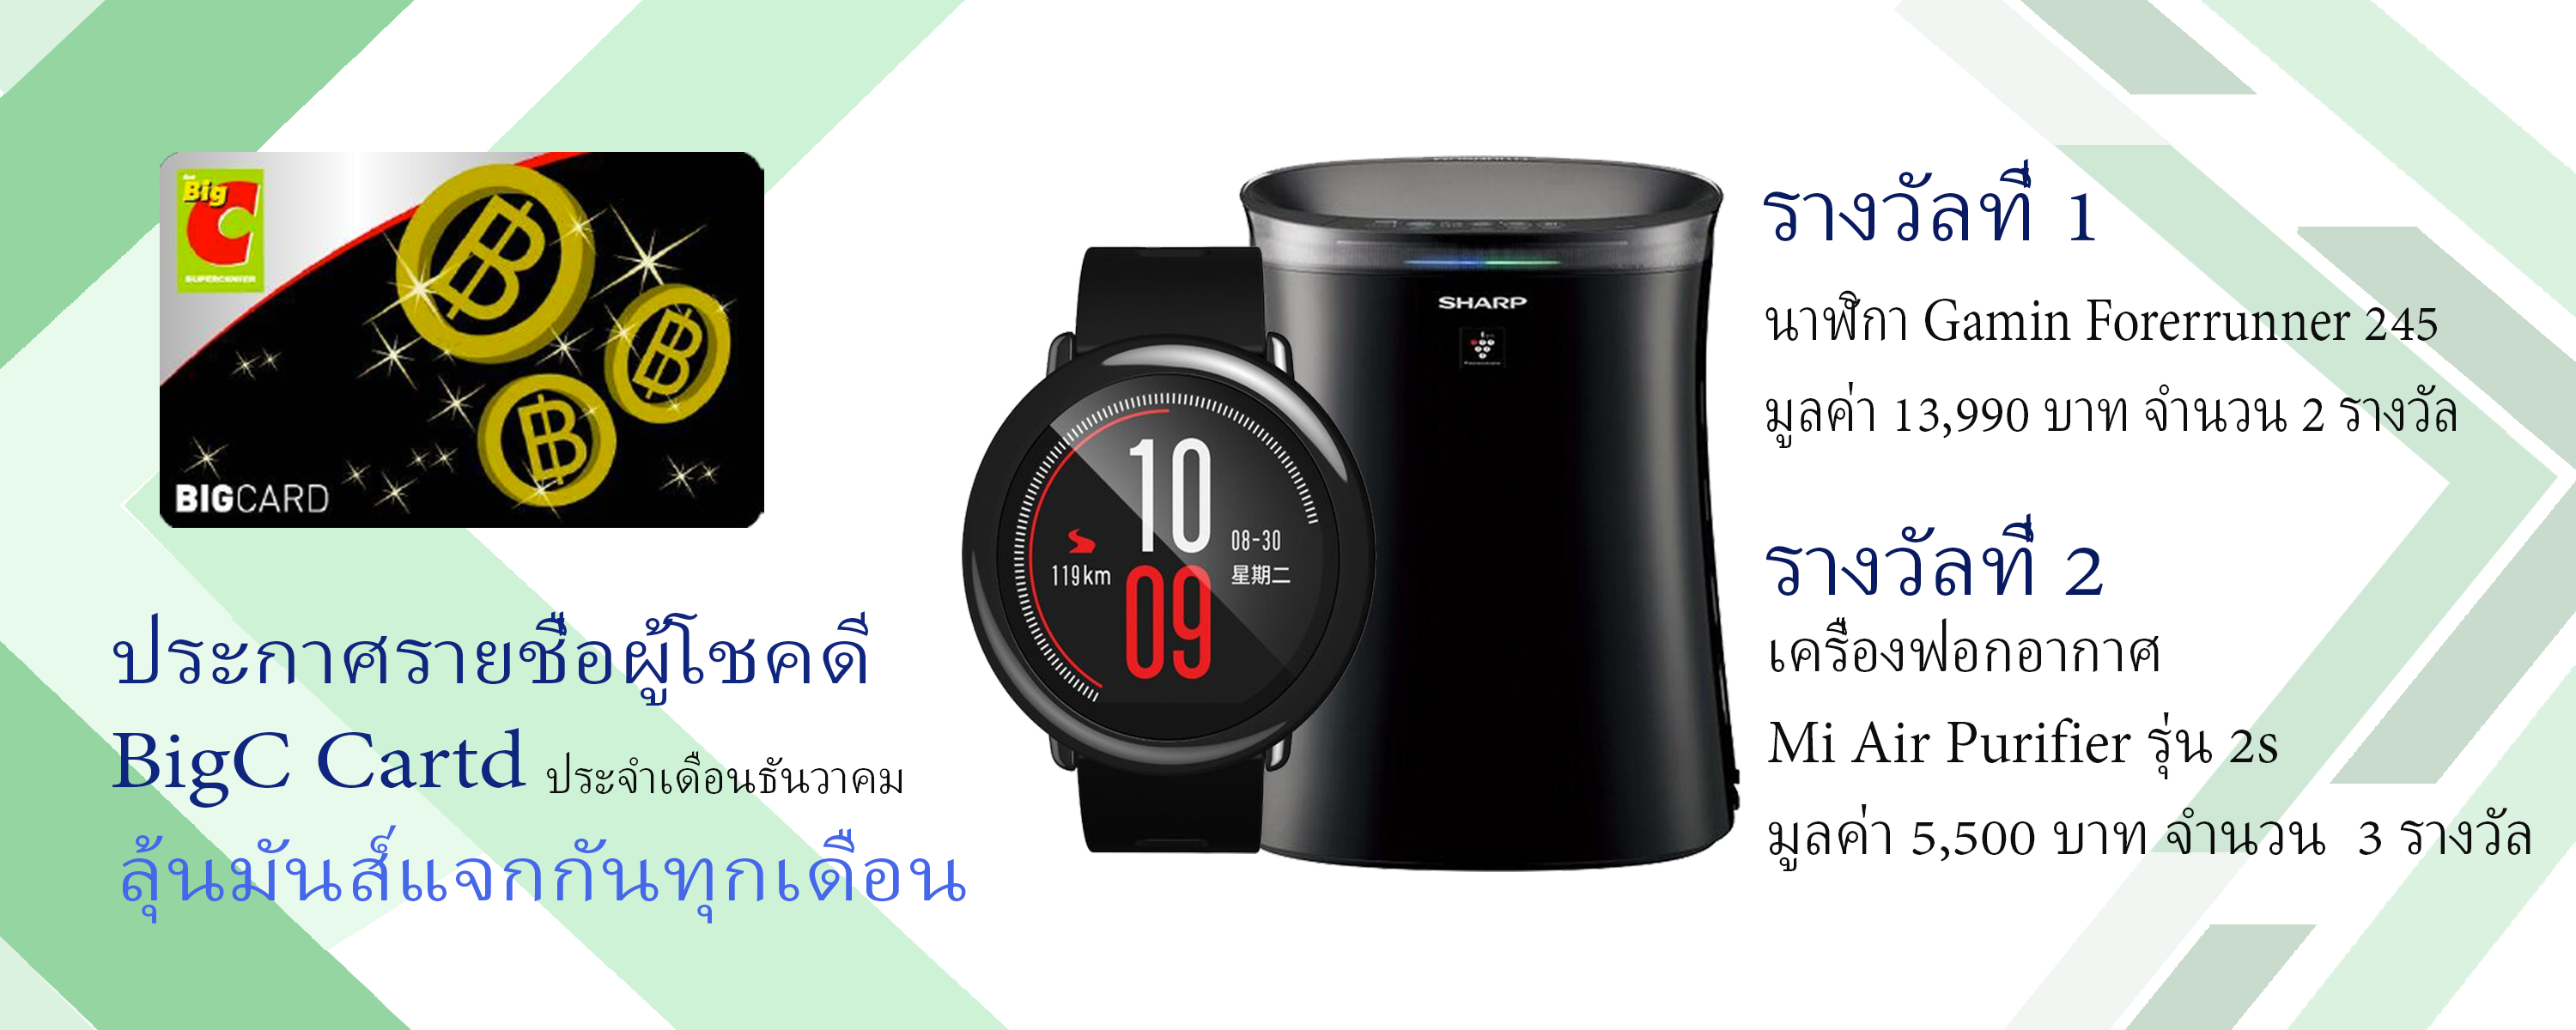 Big
C
SUPERCENTER
BIGCARD
ประกาศรายชื่อผู้โชคดี
BigC Cartd ประจำเดือนธันวาคม
ลุ้นมันส์แจกกันทุกเดือน
10
09
119km
08-30
星期二
SHARP
รางวัลที่ 1
นาฬิกา Gamin Forerrunner 245
มูลค่า 13,990 บาท จำนวน 2 รางวัล
รางวัลที่ 2
เครื่องฟอกอากาศ
Mi Air Purifier รุ่น 2s
มูลค่า 5,500 บาท จำนวน 3 รางวัล